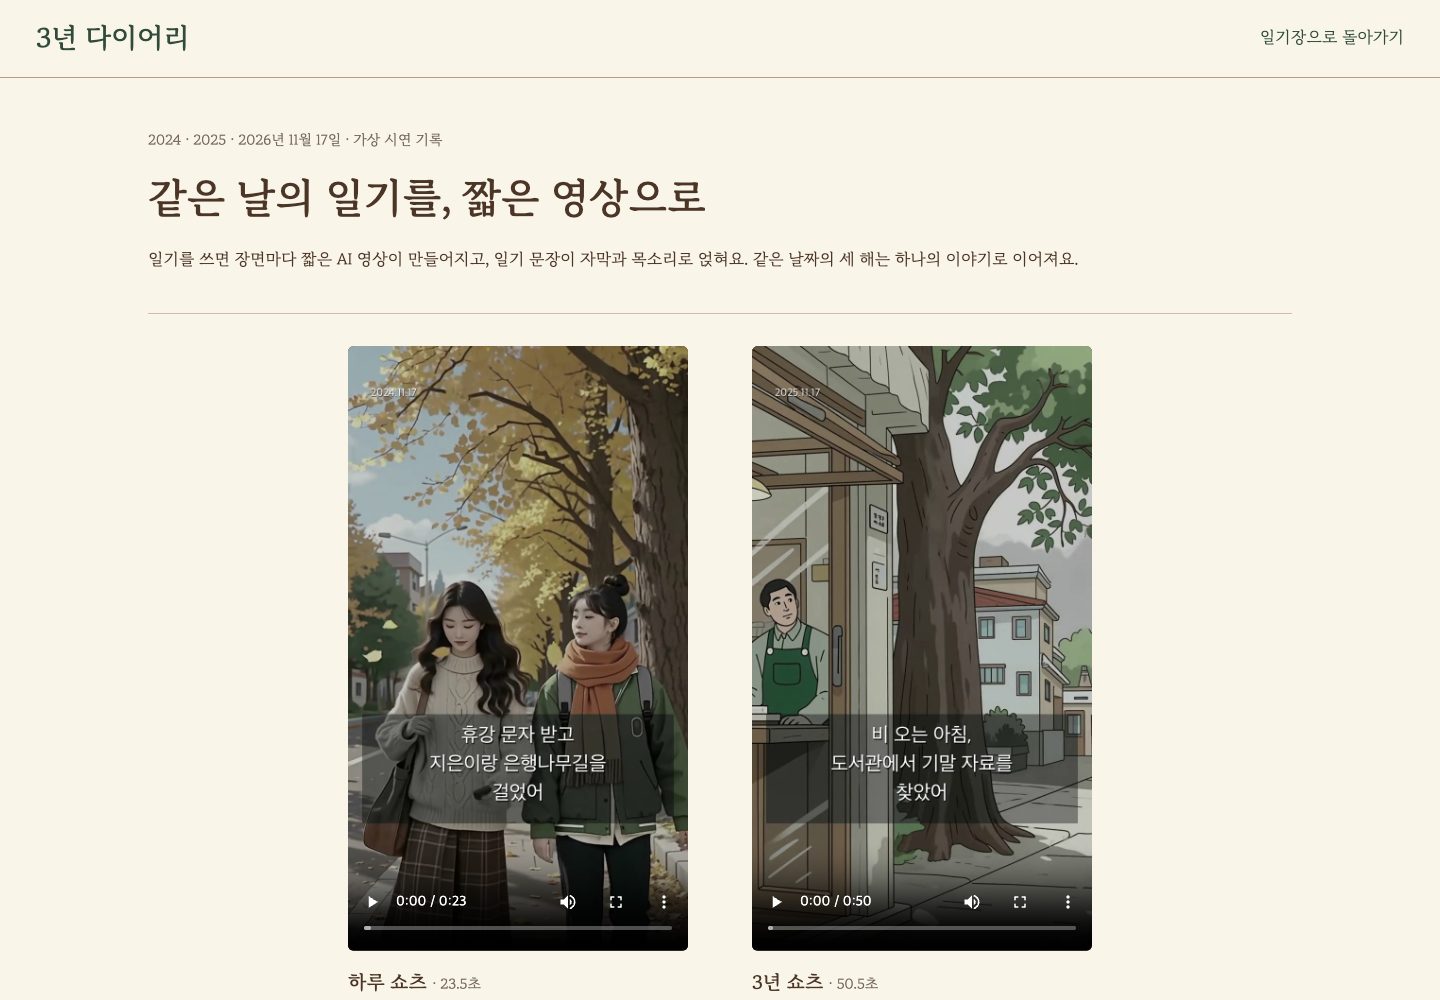 3년 다이어리
일기장으로 돌아가기
2024 · 2025 · 2026년 11월 17일 · 가상 시연 기록
같은 날의 일기를, 짧은 영상으로
일기를 쓰면 장면마다 짧은 AI 영상이 만들어지고, 일기 문장이 자막과 목소리로 얹혀요. 같은 날짜의 세 해는 하나의 이야기로 이어져요.
2024.11.17
휴강 문자 받고
지은이랑 은행나무길을
걸었어
0:00 / 0:23
하루 쇼츠 · 23.5초
2025.11.17
비 오는 아침,
도서관에서 기말 자료를
찾았어
0:00 / 0:50
3년 쇼츠 · 50.5초